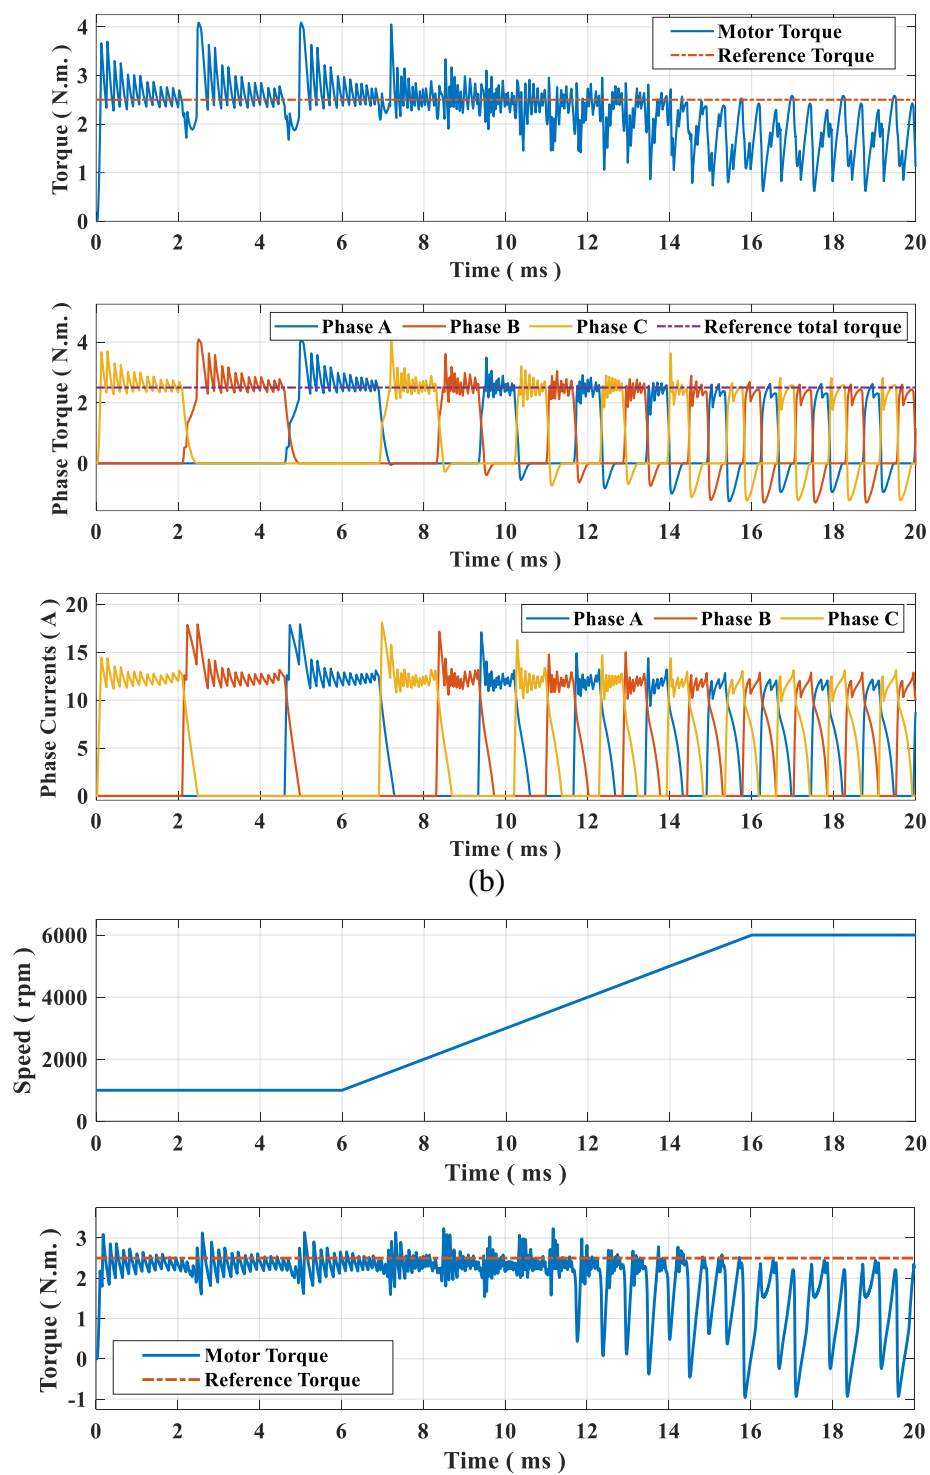 4
3
2
1
0
Torque ( N.m. )
Motor Torque
Reference Torque
0 2 4 6 8 10 12 14 16 18 20
Time ( ms )
4
2
0
Phase Torque ( N.m. )
Phase A Phase B Phase C Reference total torque
0 2 4 6 8 10 12 14 16 18 20
Time ( ms )
20
15
10
5
0
Phase Currents ( A )
Phase A Phase B Phase C
0 2 4 6 8 10 12 14 16 18 20
Time ( ms )
(b)
6000
4000
2000
0
Speed ( rpm )
0 2 4 6 8 10 12 14 16 18 20
Time ( ms )
3
2
1
0
-1
Torque ( N.m. )
Motor Torque
Reference Torque
0 2 4 6 8 10 12 14 16 18 20
Time ( ms )